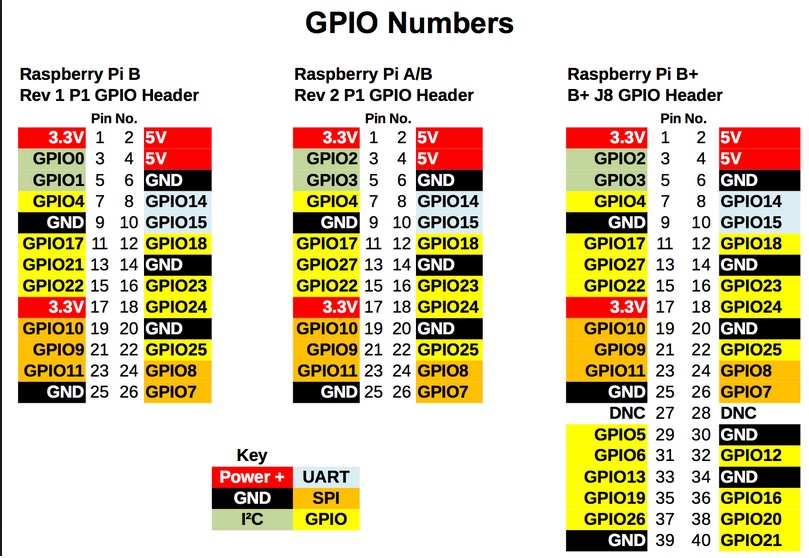 GPIO Numbers
Raspberry Pi B
Rev 1 P1 GPIO Header
Pin No.
3.3V 1 2 5V
GPIO0 3 4 5V
GPIO1 5 6 GND
GPIO4 7 8 GPIO14
GND 9 10 GPIO15
GPIO17 11 12 GPIO18
GPIO21 13 14 GND
GPIO22 15 16 GPIO23
3.3V 17 18 GPIO24
GPIO10 19 20 GND
GPIO9 21 22 GPIO25
GPIO11 23 24 GPIO8
GND 25 26 GPIO7
Raspberry Pi A/B
Rev 2 P1 GPIO Header
Pin No.
3.3V 1 2 5V
GPIO2 3 4 5V
GPIO3 5 6 GND
GPIO4 7 8 GPIO14
GND 9 10 GPIO15
GPIO17 11 12 GPIO18
GPIO27 13 14 GND
GPIO22 15 16 GPIO23
3.3V 17 18 GPIO24
GPIO10 19 20 GND
GPIO9 21 22 GPIO25
GPIO11 23 24 GPIO8
GND 25 26 GPIO7
Raspberry Pi B+
B+ J8 GPIO Header
Pin No.
3.3V 1 2 5V
GPIO2 3 4 5V
GPIO3 5 6 GND
GPIO4 7 8 GPIO14
GND 9 10 GPIO15
GPIO17 11 12 GPIO18
GPIO27 13 14 GND
GPIO22 15 16 GPIO23
3.3V 17 18 GPIO24
GPIO10 19 20 GND
GPIO9 21 22 GPIO25
GPIO11 23 24 GPIO8
GND 25 26 GPIO7
DNC 27 28 DNC
GPIO5 29 30 GND
GPIO6 31 32 GPIO12
GPIO13 33 34 GND
GPIO19 35 36 GPIO16
GPIO26 37 38 GPIO20
GND 39 40 GPIO21
Key
Power + UART
GND SPI
I²C GPIO